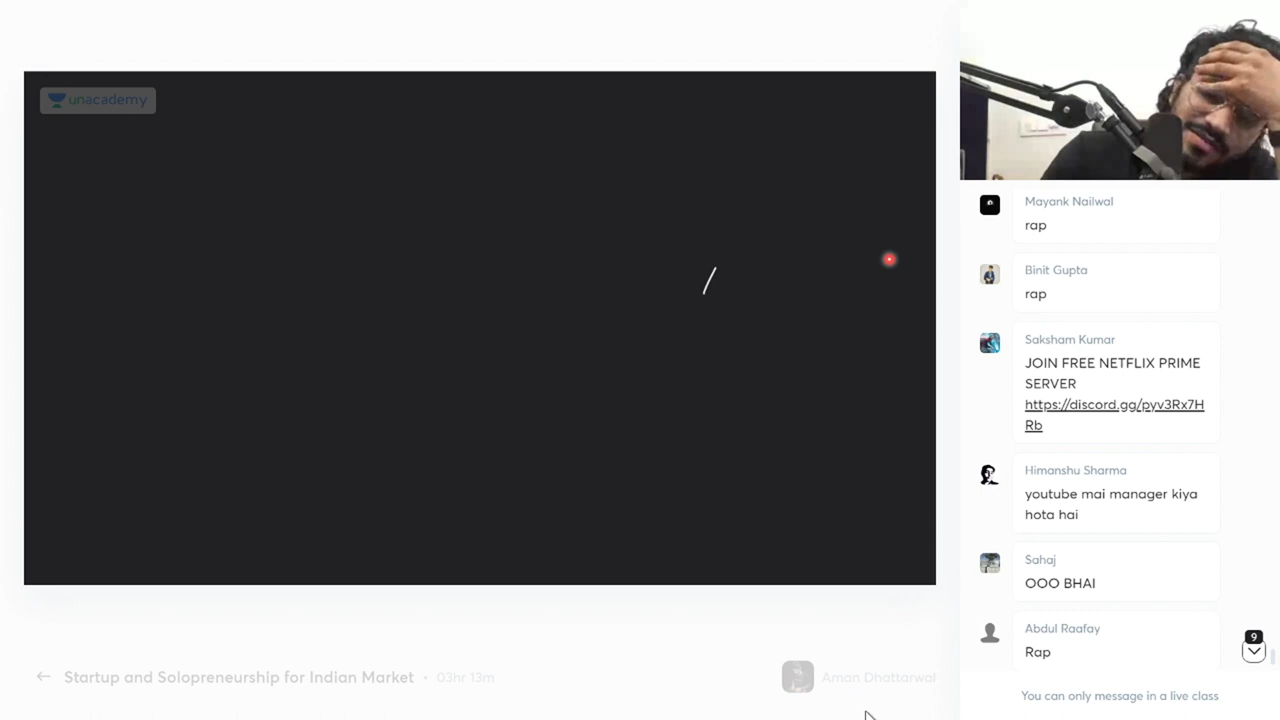 unacademy
Mayank Nailwal
rap
Binit Gupta
rap
Saksham Kumar
JOIN FREE NETFLIX PRIME
SERVER
https://discord.gg/pyv3Rx7H
Rb
Himanshu Sharma
youtube mai manager kiya
hota hai
Sahaj
OOO BHAI
Abdul Raafay
Rap
9
You can only message in a live class
Startup and Solopreneurship for Indian Market • 03hr 13m
Aman Dhattarwal